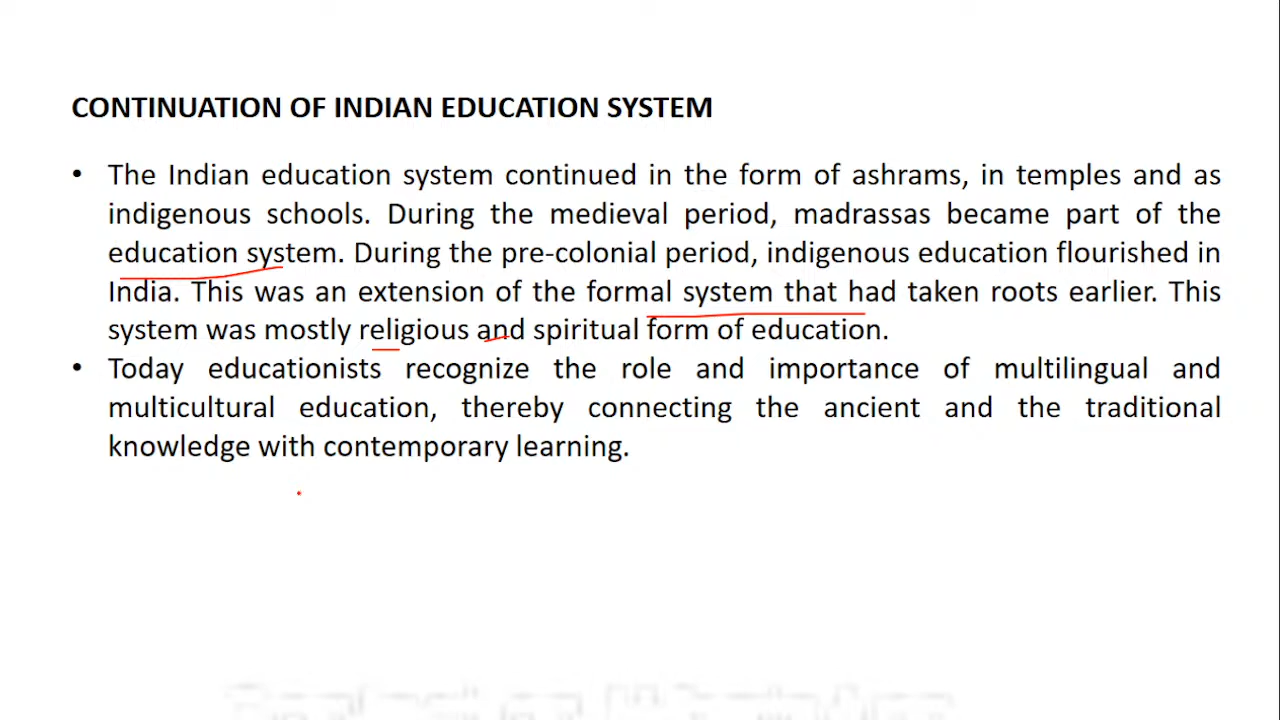 CONTINUATION OF INDIAN EDUCATION SYSTEM
• The Indian education system continued in the form of ashrams, in temples and as
indigenous schools. During the medieval period, madrassas became part of the
education system. During the pre-colonial period, indigenous education flourished in
India. This was an extension of the formal system that had taken roots earlier. This
system was mostly religious and spiritual form of education.
• Today educationists recognize the role and importance of multilingual and
multicultural education, thereby connecting the ancient and the traditional
knowledge with contemporary learning.